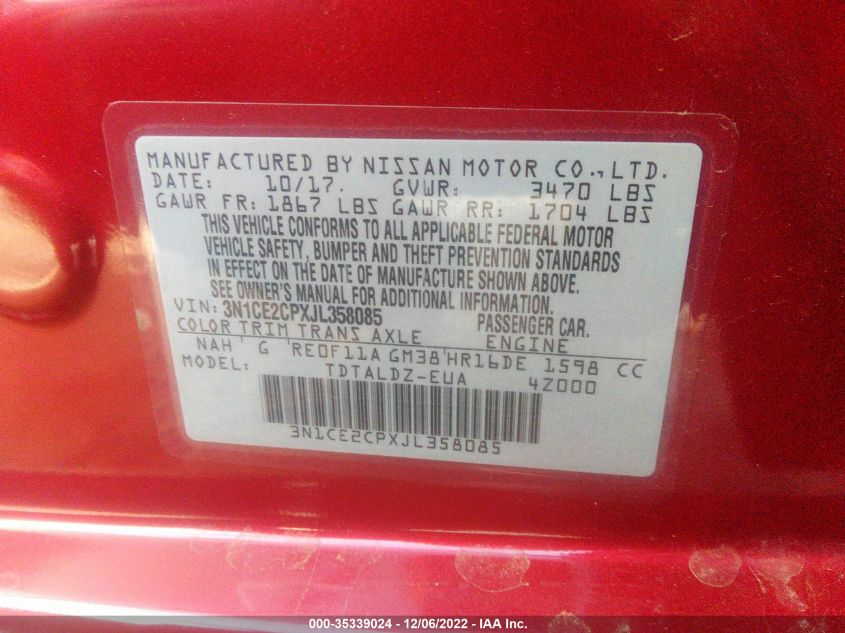 MANUFACTURED BY NISSAN MOTOR CO., LTD.
DATE: 10/17. GVWR: 3470 LBS
GAWR FR: 1867 LBS GAWR RR: 1704 LBS
THIS VEHICLE CONFORMS TO ALL APPLICABLE FEDERAL MOTOR
VEHICLE SAFETY, BUMPER AND THEFT PREVENTION STANDARDS
IN EFFECT ON THE DATE OF MANUFACTURE SHOWN ABOVE.
SEE OWNER'S MANUAL FOR ADDITIONAL INFORMATION.
VIN: 3N1CE2CPXJL358085 PASSENGER CAR.
COLOR TRIM TRANS AXLE ENGINE
NAH ' G 'RE0F11A GM38'HR16DE 1598 CC
MODEL: TDTALDZ-EUA 4Z000
3N1CE2CPXJL358085
000-35339024 - 12/06/2022 - IAA Inc.